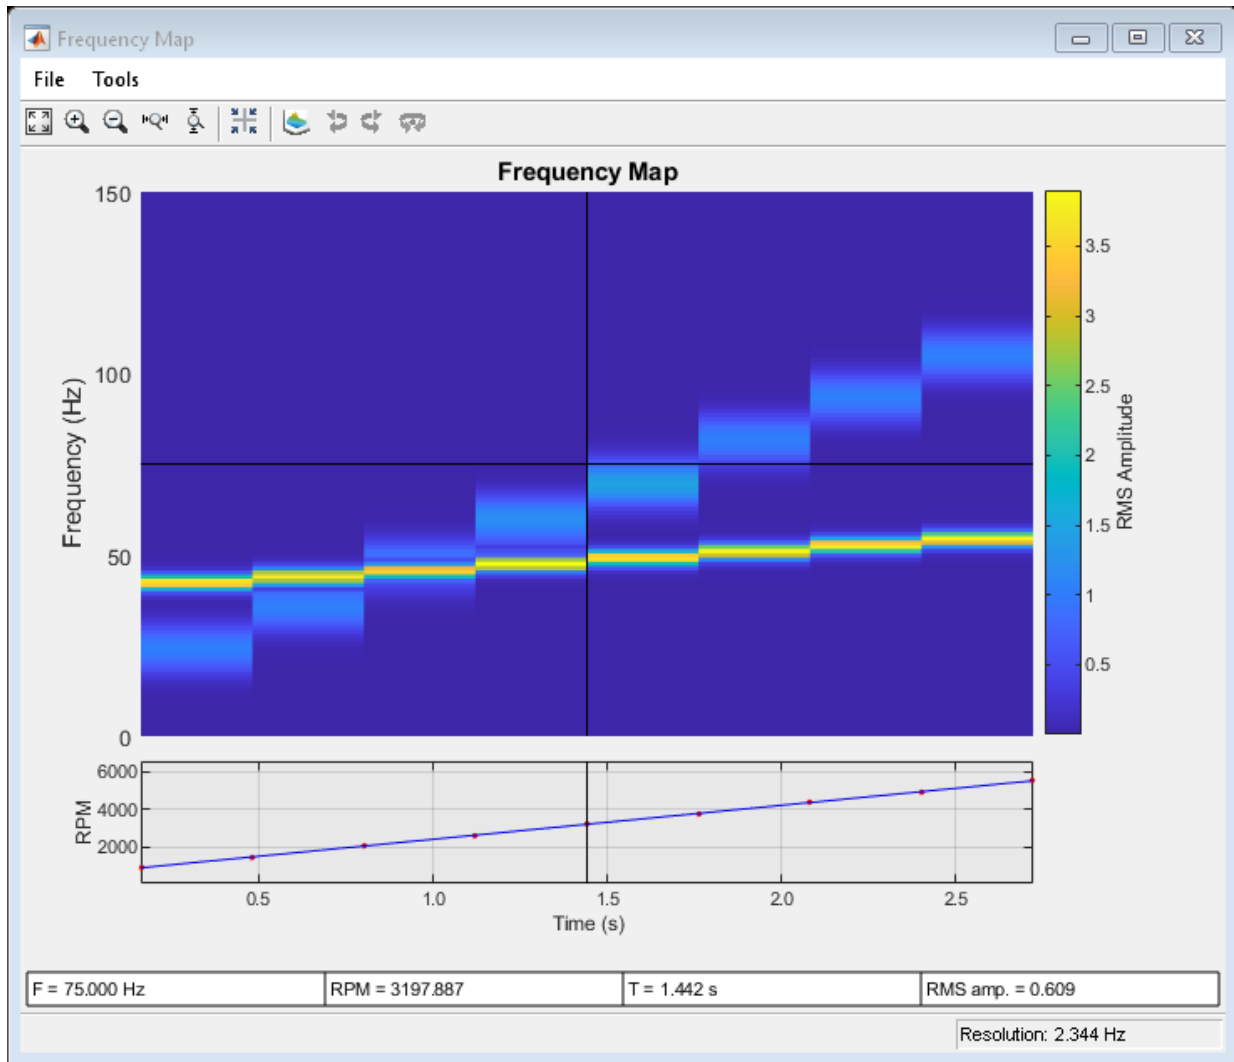 Frequency Map
File Tools
Frequency Map
150
100
50
0
Frequency (Hz)
3.5
3
2.5
2
1.5
1
0.5
RMS Amplitude
6000
4000
2000
RPM
0.5 1.0 1.5 2.0 2.5
Time (s)
F = 75.000 Hz RPM = 3197.887 T = 1.442 s RMS amp. = 0.609
Resolution: 2.344 Hz